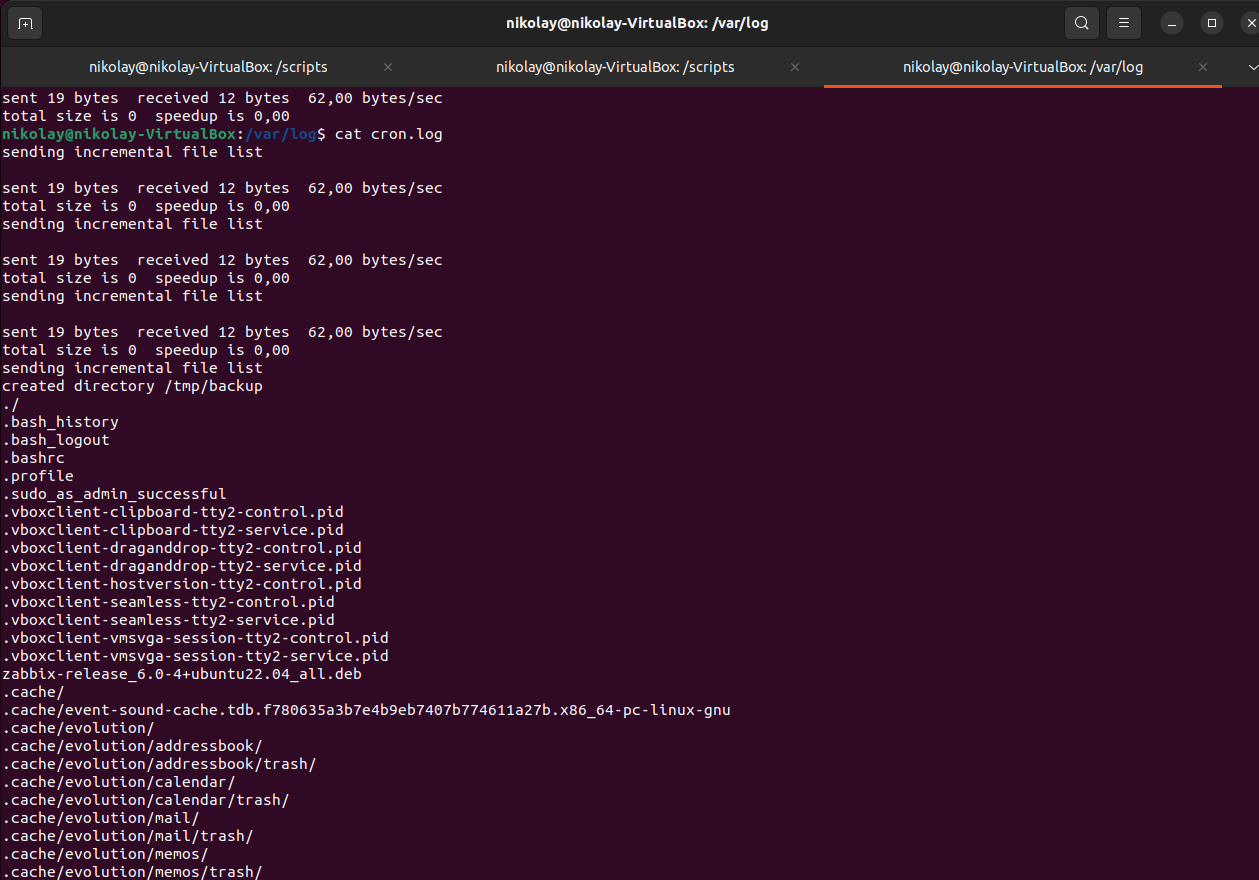 nikolay@nikolay-VirtualBox: /var/log
nikolay@nikolay-VirtualBox: /scripts
nikolay@nikolay-VirtualBox: /scripts
nikolay@nikolay-VirtualBox: /var/log
sent 19 bytes  received 12 bytes  62,00 bytes/sec
total size is 0  speedup is 0,00
nikolay@nikolay-VirtualBox:/var/log$ cat cron.log
sending incremental file list
sent 19 bytes  received 12 bytes  62,00 bytes/sec
total size is 0  speedup is 0,00
sending incremental file list
sent 19 bytes  received 12 bytes  62,00 bytes/sec
total size is 0  speedup is 0,00
sending incremental file list
sent 19 bytes  received 12 bytes  62,00 bytes/sec
total size is 0  speedup is 0,00
sending incremental file list
created directory /tmp/backup
./
.bash_history
.bash_logout
.bashrc
.profile
.sudo_as_admin_successful
.vboxclient-clipboard-tty2-control.pid
.vboxclient-clipboard-tty2-service.pid
.vboxclient-draganddrop-tty2-control.pid
.vboxclient-draganddrop-tty2-service.pid
.vboxclient-hostversion-tty2-control.pid
.vboxclient-seamless-tty2-control.pid
.vboxclient-seamless-tty2-service.pid
.vboxclient-vmsvga-session-tty2-control.pid
.vboxclient-vmsvga-session-tty2-service.pid
zabbix-release_6.0-4+ubuntu22.04_all.deb
.cache/
.cache/event-sound-cache.tdb.f780635a3b7e4b9eb7407b774611a27b.x86_64-pc-linux-gnu
.cache/evolution/
.cache/evolution/addressbook/
.cache/evolution/addressbook/trash/
.cache/evolution/calendar/
.cache/evolution/calendar/trash/
.cache/evolution/mail/
.cache/evolution/mail/trash/
.cache/evolution/memos/
.cache/evolution/memos/trash/